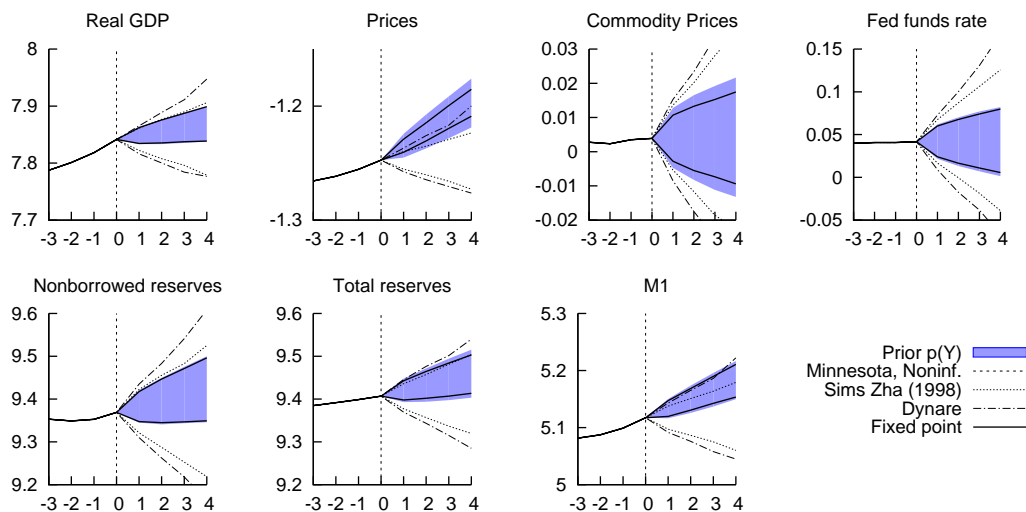 Real GDP
8
7.9
7.8
7.7
-3 -2 -1 0 1 2 3 4
Prices
-1.2
-1.3
-3 -2 -1 0 1 2 3 4
Commodity Prices
0.03
0.02
0.01
0
-0.01
-0.02
-3 -2 -1 0 1 2 3 4
Fed funds rate
0.15
0.1
0.05
0
-0.05
-3 -2 -1 0 1 2 3 4
Nonborrowed reserves
9.6
9.5
9.4
9.3
9.2
-3 -2 -1 0 1 2 3 4
Total reserves
9.6
9.5
9.4
9.3
9.2
-3 -2 -1 0 1 2 3 4
M1
5.3
5.2
5.1
5
-3 -2 -1 0 1 2 3 4
Prior p(Y)
Minnesota, Noninf.
Sims Zha (1998)
Dynare
Fixed point